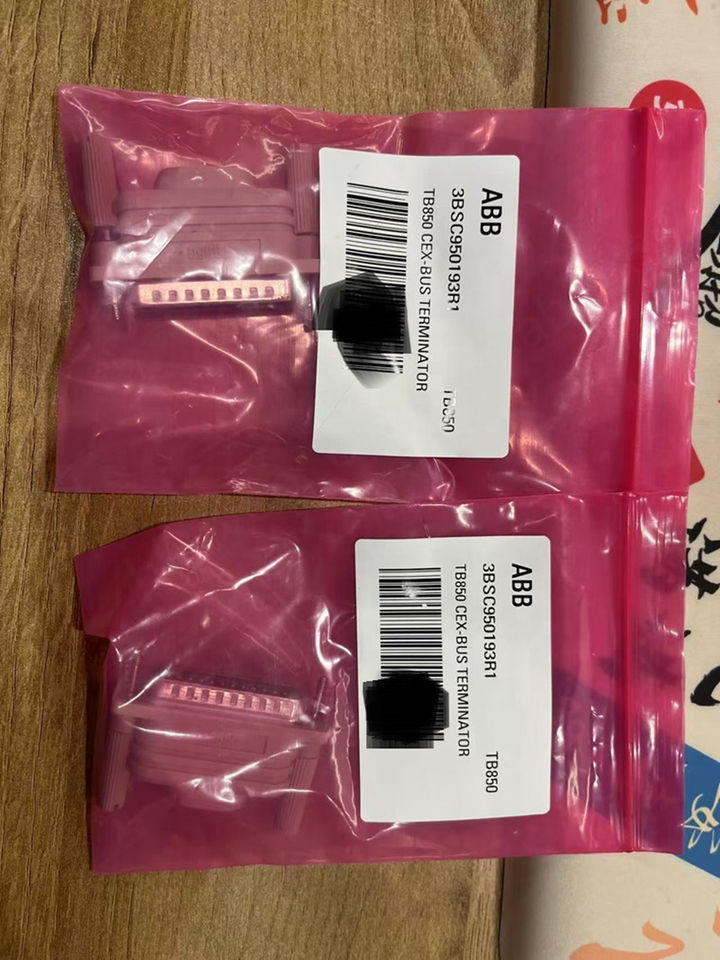 ABB
3BSC950193R1 TB850
TB850 CEX-BUS TERMINATOR
ABB
3BSC950193R1 TB850
TB850 CEX-BUS TERMINATOR